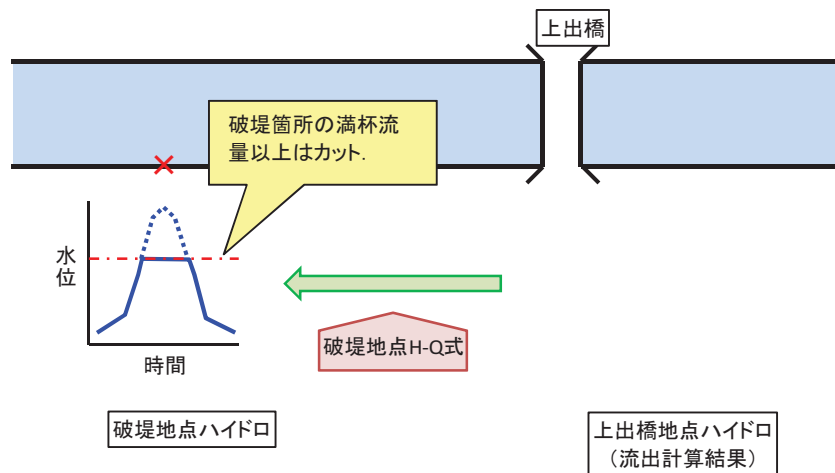 上出橋
破堤箇所の満杯流
量以上はカット.
水位
時間
破堤地点H-Q式
破堤地点ハイドロ
上出橋地点ハイドロ
（流出計算結果）